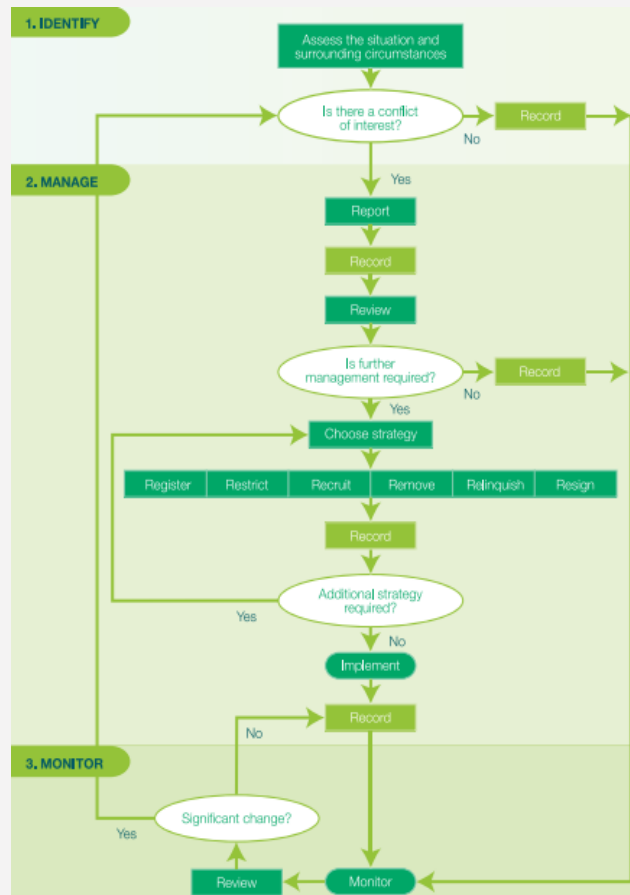 1. IDENTIFY
Assess the situation and
surrounding circumstances
Is there a conflict
of interest?
No
Record
Yes
2. MANAGE
Report
Record
Review
Is further
management required?
No
Record
Yes
Choose strategy
Register Restrict Recruit Remove Relinquish Resign
Record
Additional strategy
required?
Yes
No
Implement
Record
No
3. MONITOR
Significant change?
Yes
Review
Monitor